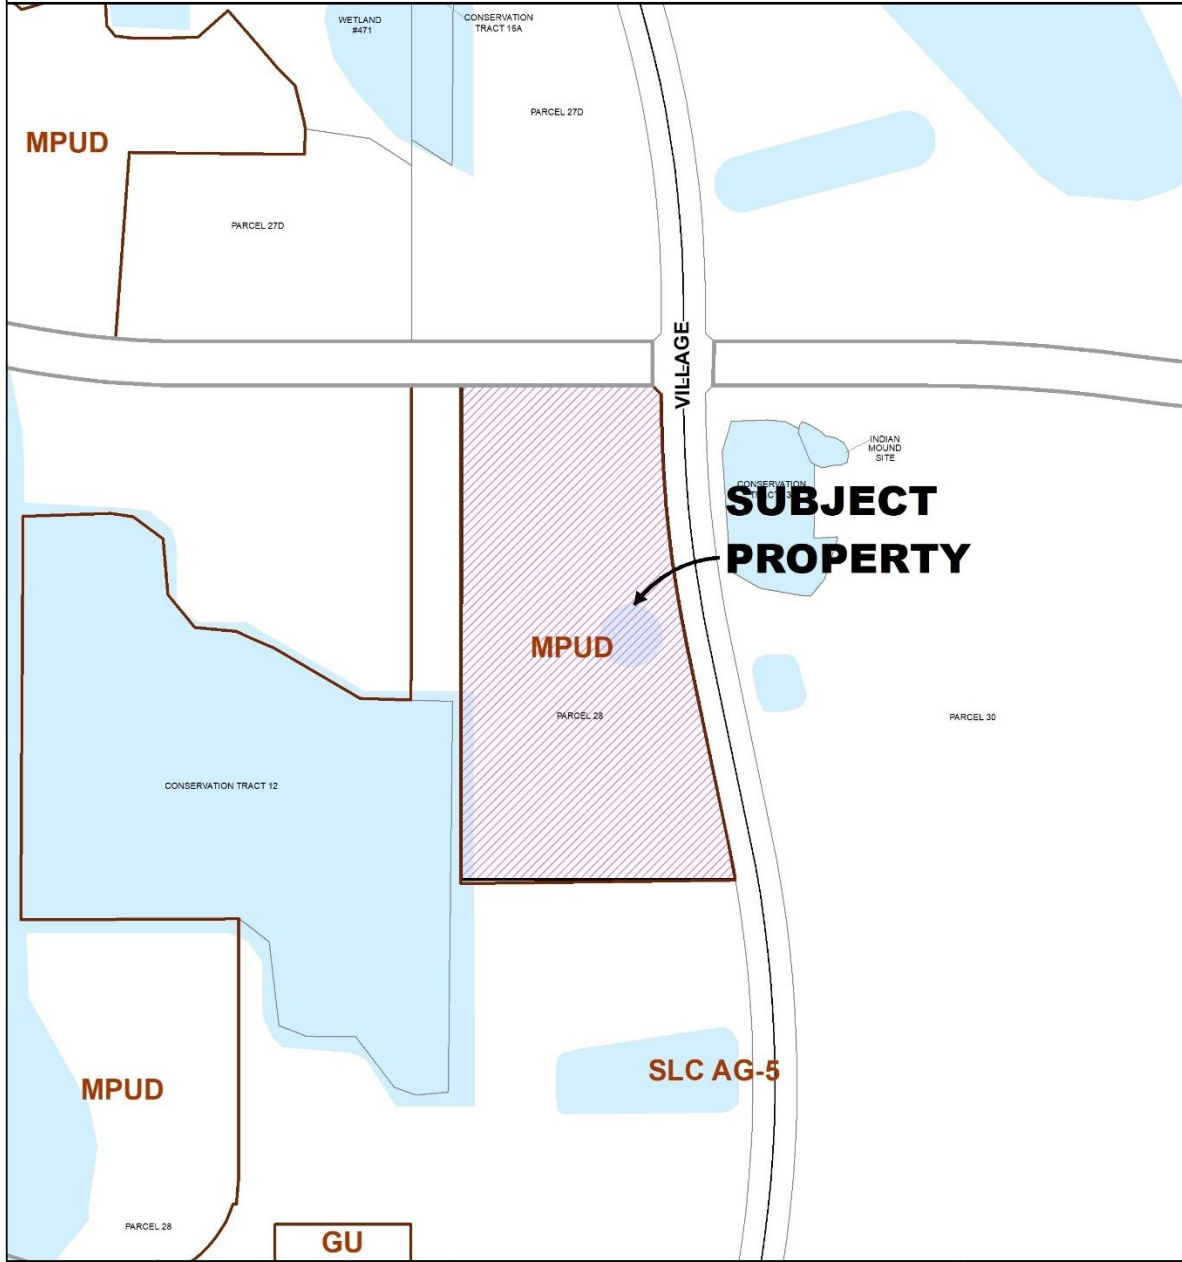 WETLAND
#471
CONSERVATION
TRACT 16A
PARCEL 27D
MPUD
PARCEL 27D
VILLAGE
INDIAN
MOUND
SITE
CONSERVATION
SUBJECT
PROPERTY
MPUD
PARCEL 28
PARCEL 30
CONSERVATION TRACT 12
SLC AG-5
MPUD
PARCEL 28
GU